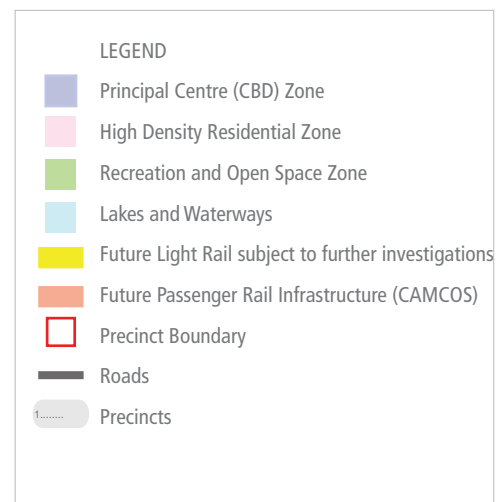 LEGEND
Principal Centre (CBD) Zone
High Density Residential Zone
Recreation and Open Space Zone
Lakes and Waterways
Future Light Rail subject to further investigations
Future Passenger Rail Infrastructure (CAMCOS)
Precinct Boundary
Roads
1........ Precincts